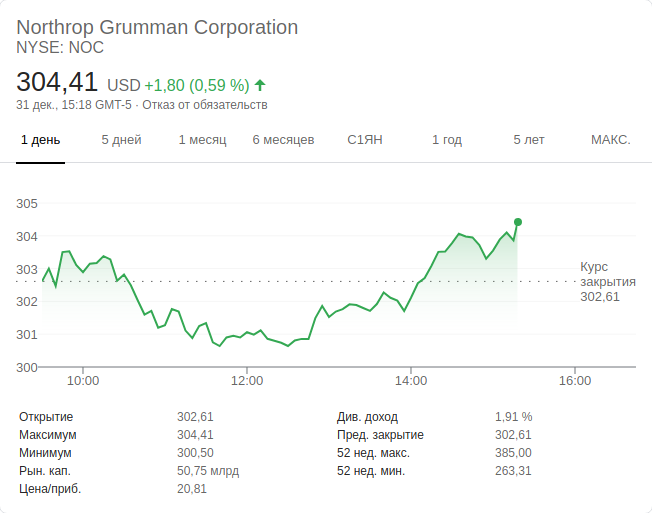 Northrop Grumman Corporation
NYSE: NOC
304,41 USD +1,80 (0,59 %)
31 дек., 15:18 GMT-5 · Отказ от обязательств
1 день 5 дней 1 месяц 6 месяцев С1ЯН 1 год 5 лет МАКС.
305
304
303
302
301
300
Курс
закрытия
302,61
10:00 12:00 14:00 16:00
Открытие 302,61 Див. доход 1,91 %
Максимум 304,41 Пред. закрытие 302,61
Минимум 300,50 52 нед. макс. 385,00
Рын. кап. 50,75 млрд 52 нед. мин. 263,31
Цена/приб. 20,81